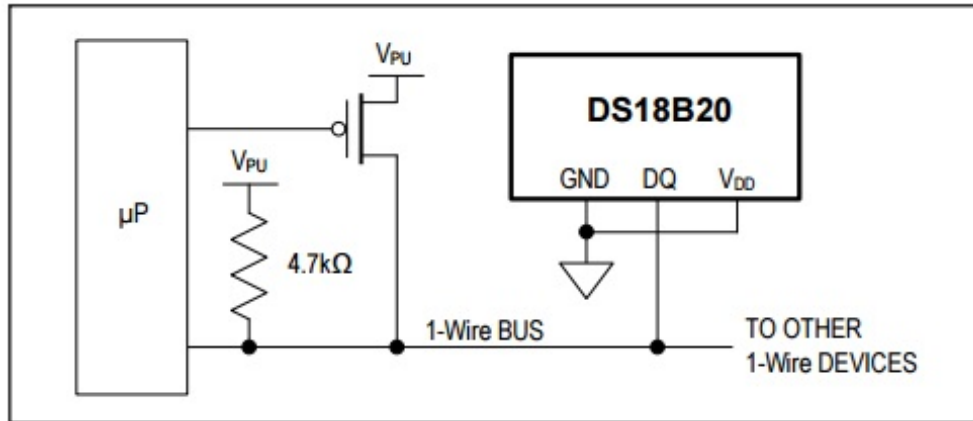 V_PU
DS18B20
V_PU
GND DQ V_DD
µP
4.7kΩ
1-Wire BUS
TO OTHER
1-Wire DEVICES